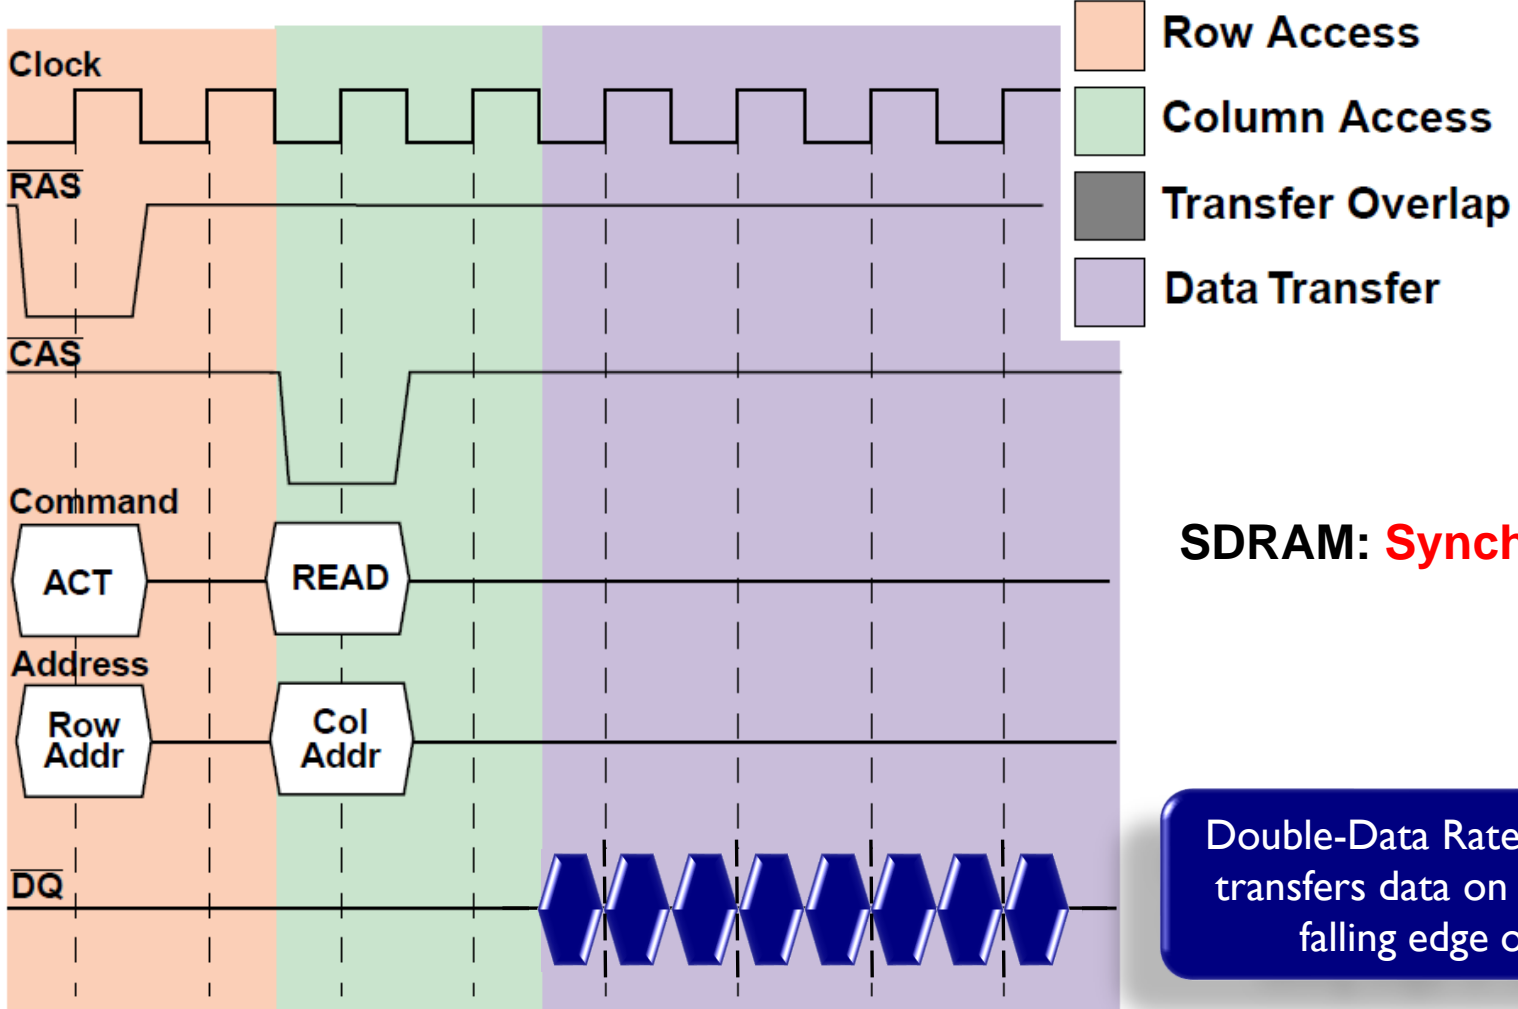 Clock
RAS
CAS
Command
ACT
READ
Address
Row
Addr
Col
Addr
DQ
Row Access
Column Access
Transfer Overlap
Data Transfer
SDRAM: Synch
Double-Data Rate
transfers data on
falling edge o